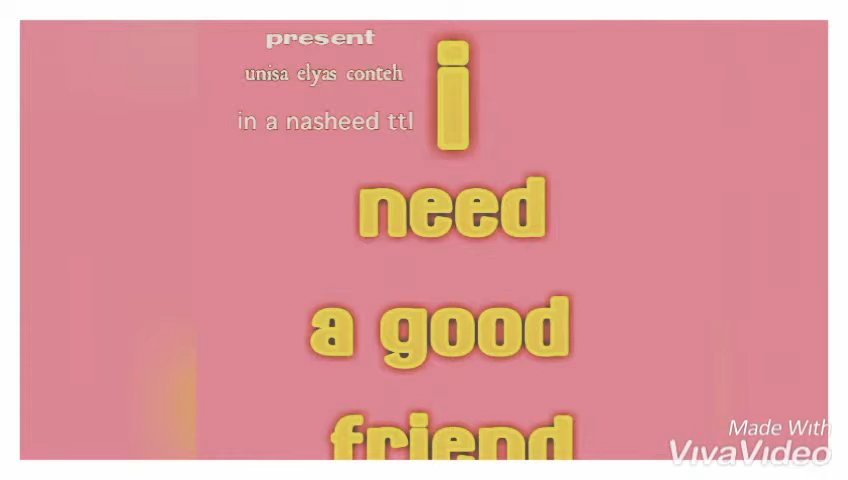 present
unisa elyas conteh
in a nasheed ttl
i
need
a good
friend
Made With
VivaVideo